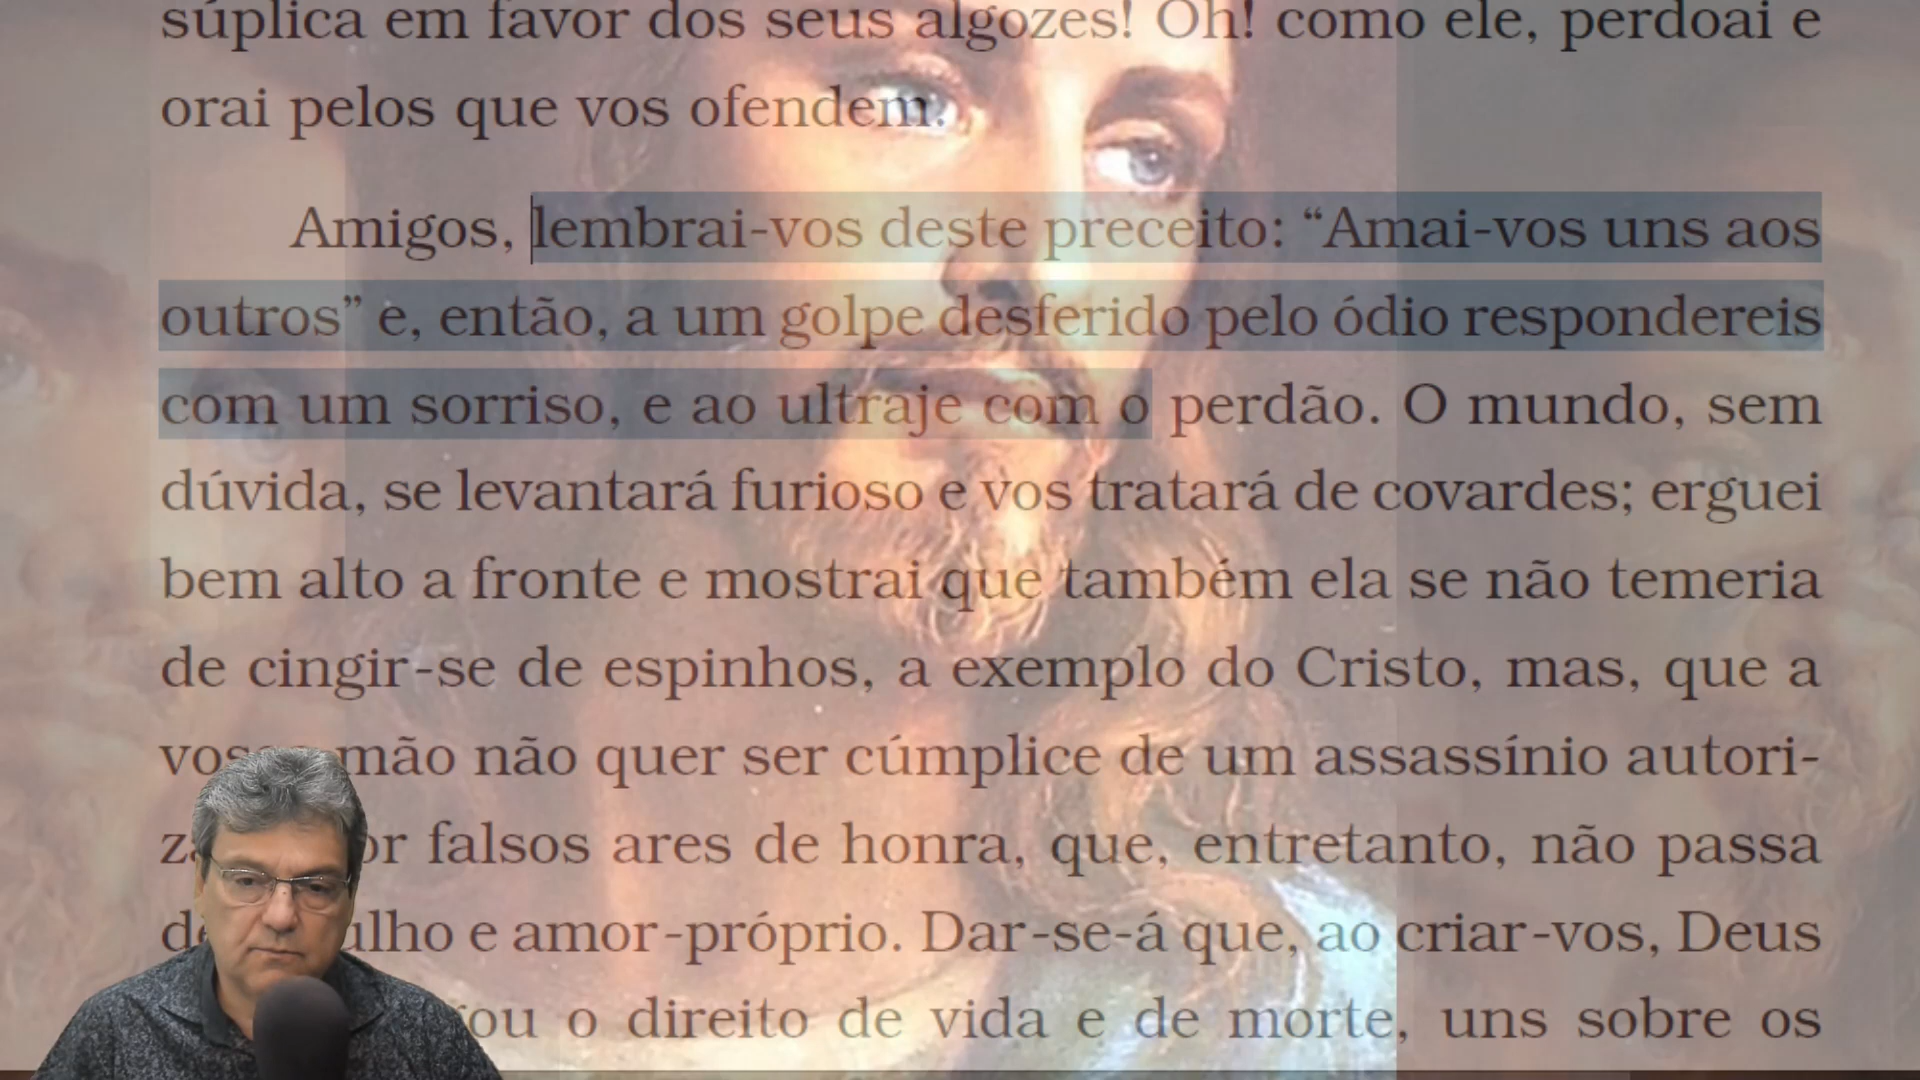 súplica em favor dos seus algozes! Oh! como ele, perdoai e
orai pelos que vos ofendem.
Amigos, lembrai-vos deste preceito: “Amai-vos uns aos
outros” e, então, a um golpe desferido pelo ódio respondereis
com um sorriso, e ao ultraje com o perdão. O mundo, sem
dúvida, se levantará furioso e vos tratará de covardes; erguei
bem alto a fronte e mostrai que também ela se não temeria
de cingir-se de espinhos, a exemplo do Cristo, mas, que a
mão não quer ser cúmplice de um assassínio autori-
falsos ares de honra, que, entretanto, não passa
e amor-próprio. Dar-se-á que, ao criar-vos, Deus
o direito de vida e de morte, uns sobre os